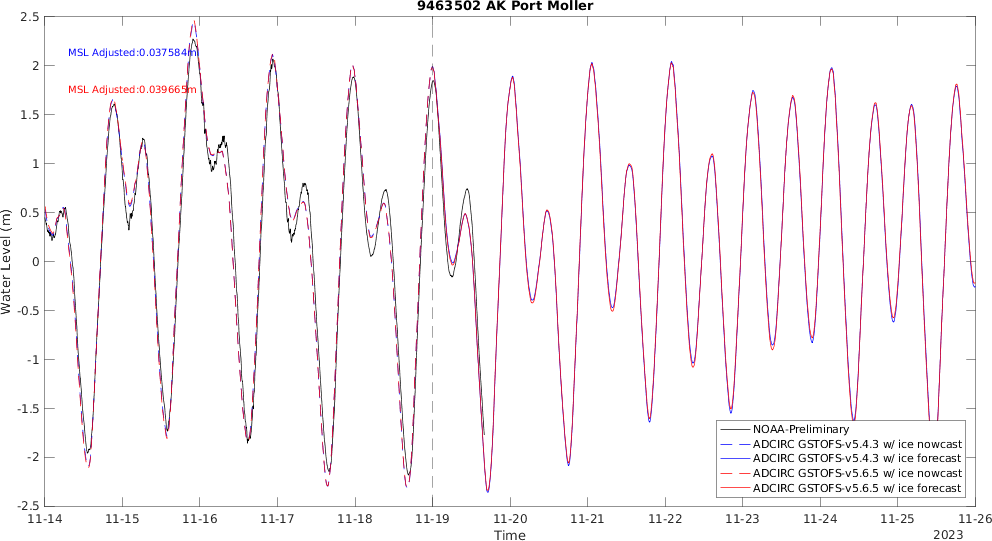 9463502 AK Port Moller
MSL Adjusted:0.037584m
MSL Adjusted:0.039665m
Water Level (m)
2.5
2
1.5
1
0.5
0
-0.5
-1
-1.5
-2
-2.5
NOAA-Preliminary
ADCIRC GSTOFS-v5.4.3 w/ ice nowcast
ADCIRC GSTOFS-v5.4.3 w/ ice forecast
ADCIRC GSTOFS-v5.6.5 w/ ice nowcast
ADCIRC GSTOFS-v5.6.5 w/ ice forecast
11-14 11-15 11-16 11-17 11-18 11-19 11-20 11-21 11-22 11-23 11-24 11-25 11-26
Time
2023